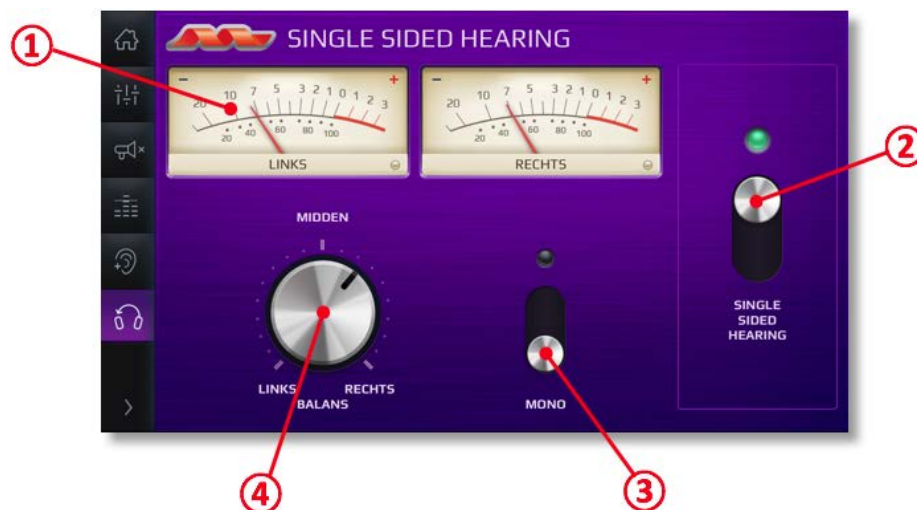 SINGLE SIDED HEARING
1
- +
20 10 7 5 3 2 1 0 1 2 3
20 40 60 80 100
LINKS
- +
20 10 7 5 3 2 1 0 1 2 3
20 40 60 80 100
RECHTS
2
SINGLE
SIDED
HEARING
MIDDEN
LINKS RECHTS
BALANS
MONO
4
3